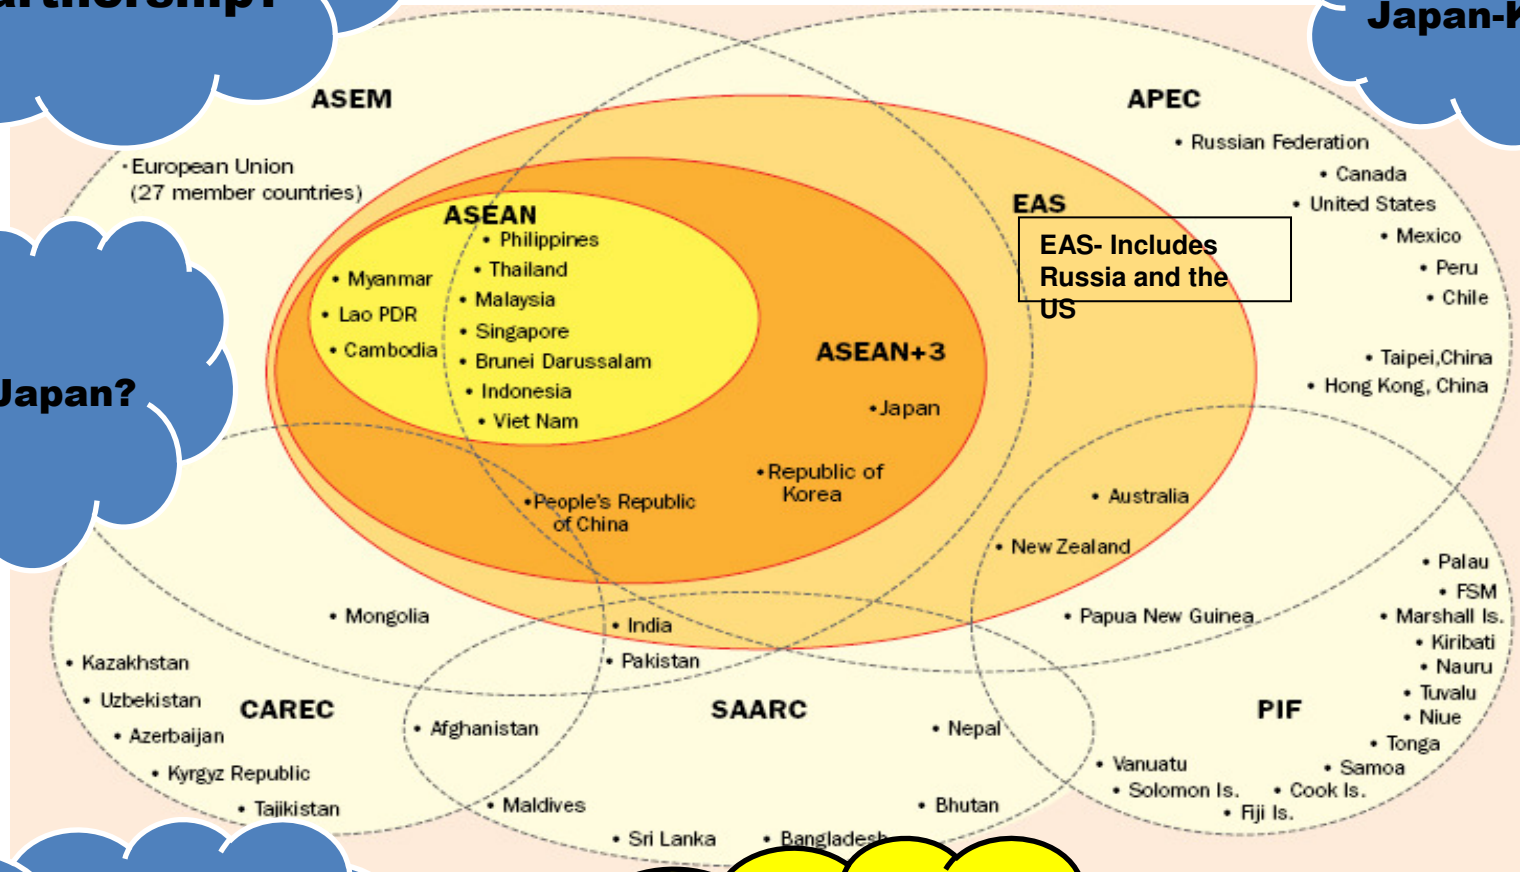 artnership?
Japan-K
ASEM
APEC
• Russian Federation
• Canada
• United States
• Mexico
• Peru
• Chile
• Taipei,China
• Hong Kong, China
• European Union
(27 member countries)
EAS
EAS- Includes
Russia and the
US
ASEAN
• Philippines
• Thailand
• Malaysia
• Singapore
• Brunei Darussalam
• Indonesia
• Viet Nam
• Myanmar
• Lao PDR
• Cambodia
ASEAN+3
• Japan
• Republic of
Korea
• People's Republic
of China
Japan?
• Australia
• New Zealand
• Papua New Guinea
• Mongolia
• India
• Pakistan
• Kazakhstan
• Uzbekistan
CAREC
• Azerbaijan
• Kyrgyz Republic
• Tajikistan
• Afghanistan
SAARC
• Nepal
• Maldives
• Bhutan
• Sri Lanka
• Bangladesh
PIF
• Palau
• FSM
• Marshall Is.
• Kiribati
• Nauru
• Tuvalu
• Niue
• Tonga
• Samoa
• Cook Is.
• Fiji Is.
• Vanuatu
• Solomon Is.